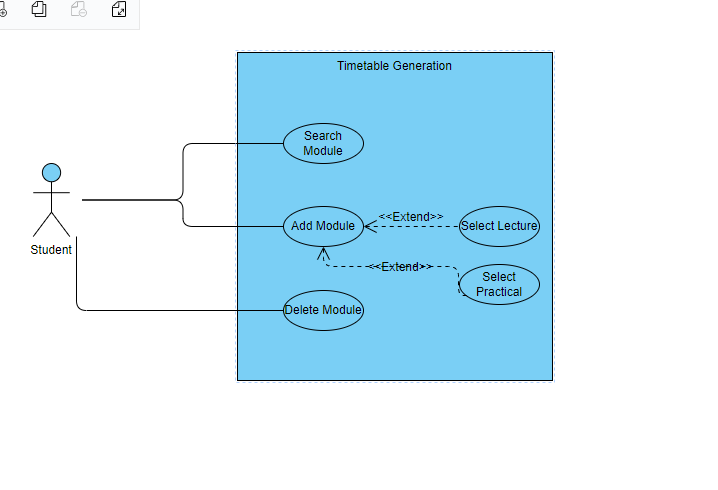 Timetable Generation
Search
Module
<<Extend>>
Add Module
Select Lecture
Student
<<Extend>>
Select
Practical
Delete Module